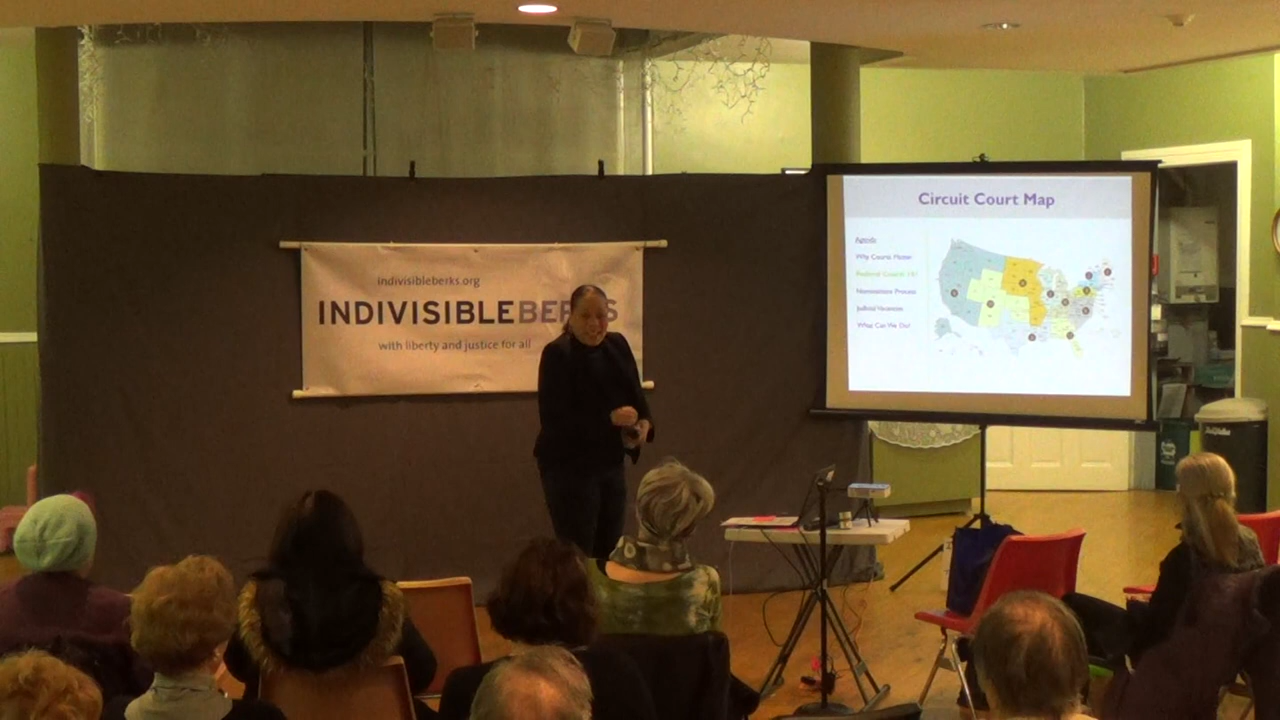 indivisibleberks.org
INDIVISIBLEBE S
with liberty and justice for all
Circuit Court Map
Agenda
Why Courts Matter
Federal Courts 101
Nominations Process
Judicial Vacancies
What Can We Do?